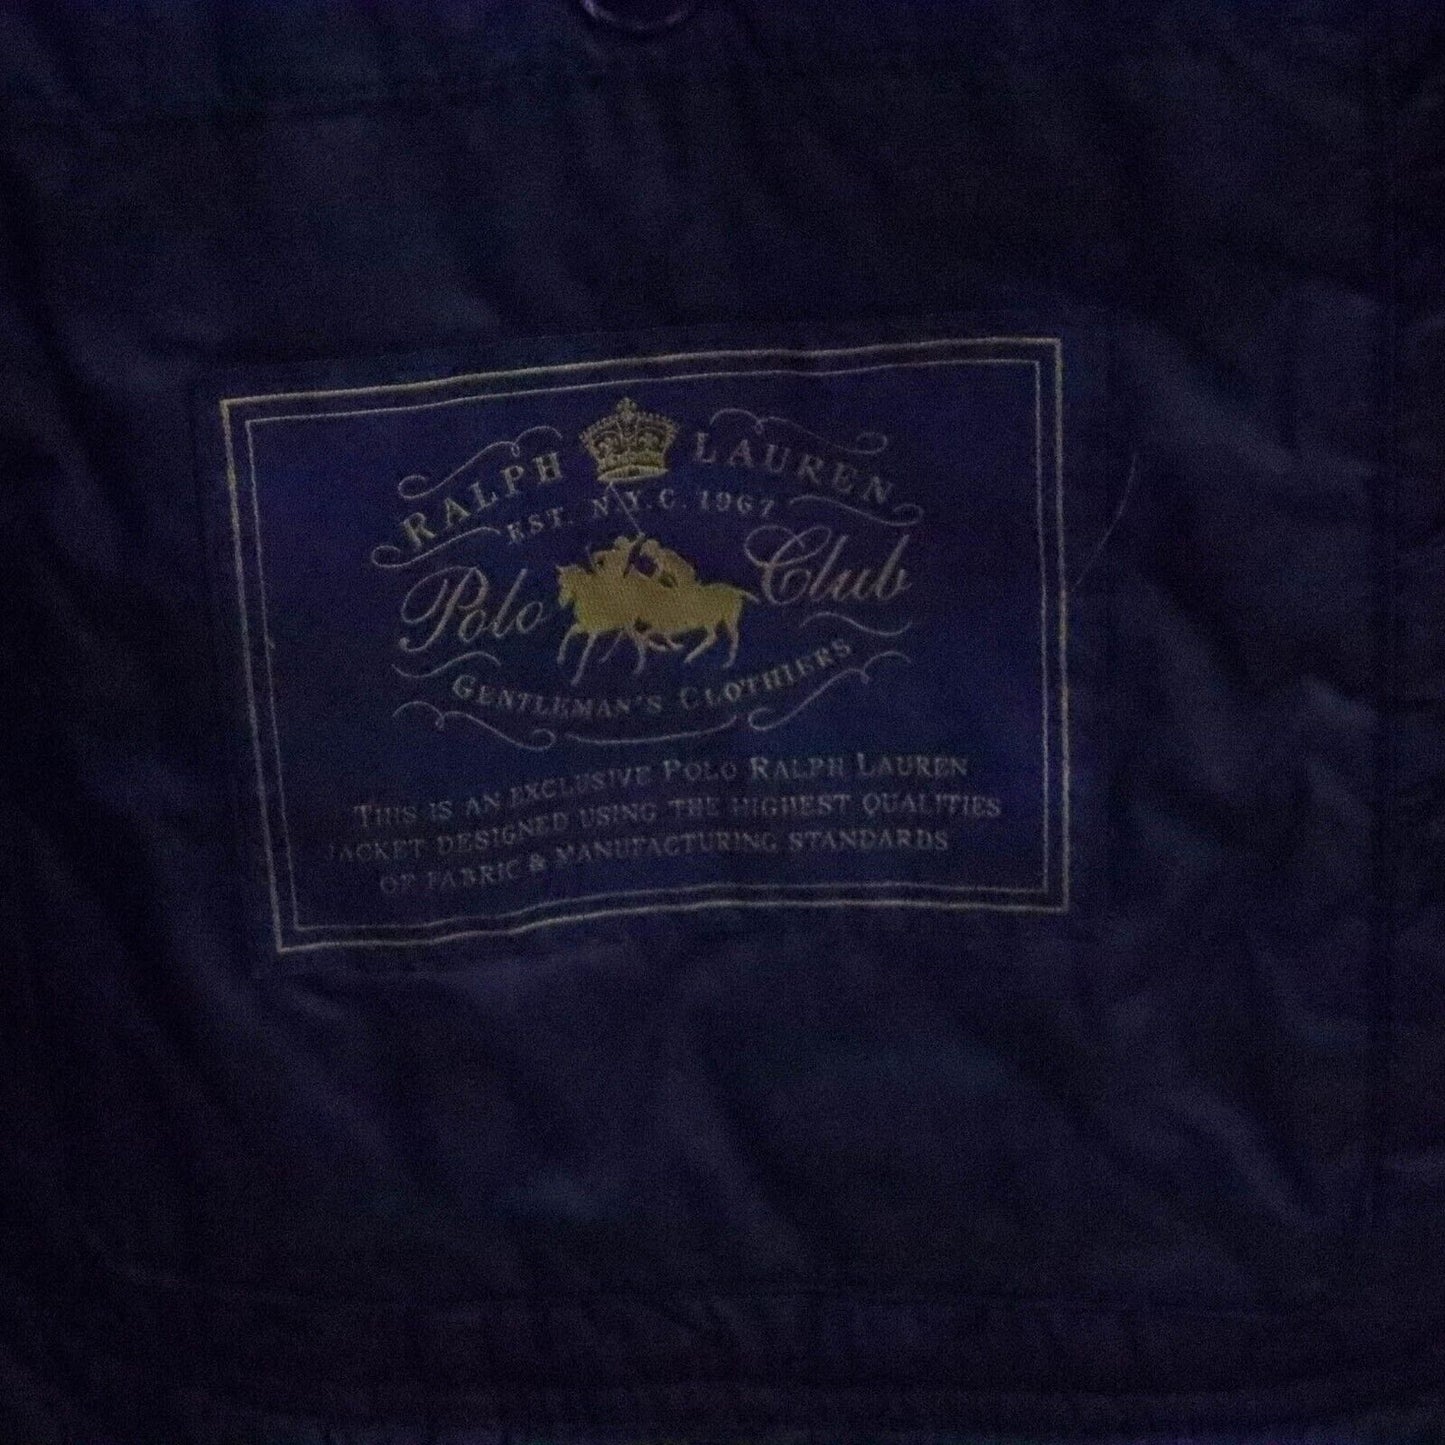 RALPH LAUREN
EST. N.Y.C. 1967
Polo Club
GENTLEMAN'S CLOTHIERS
THIS IS AN EXCLUSIVE POLO RALPH LAUREN
JACKET DESIGNED USING THE HIGHEST QUALITIES
OF FABRIC & MANUFACTURING STANDARDS